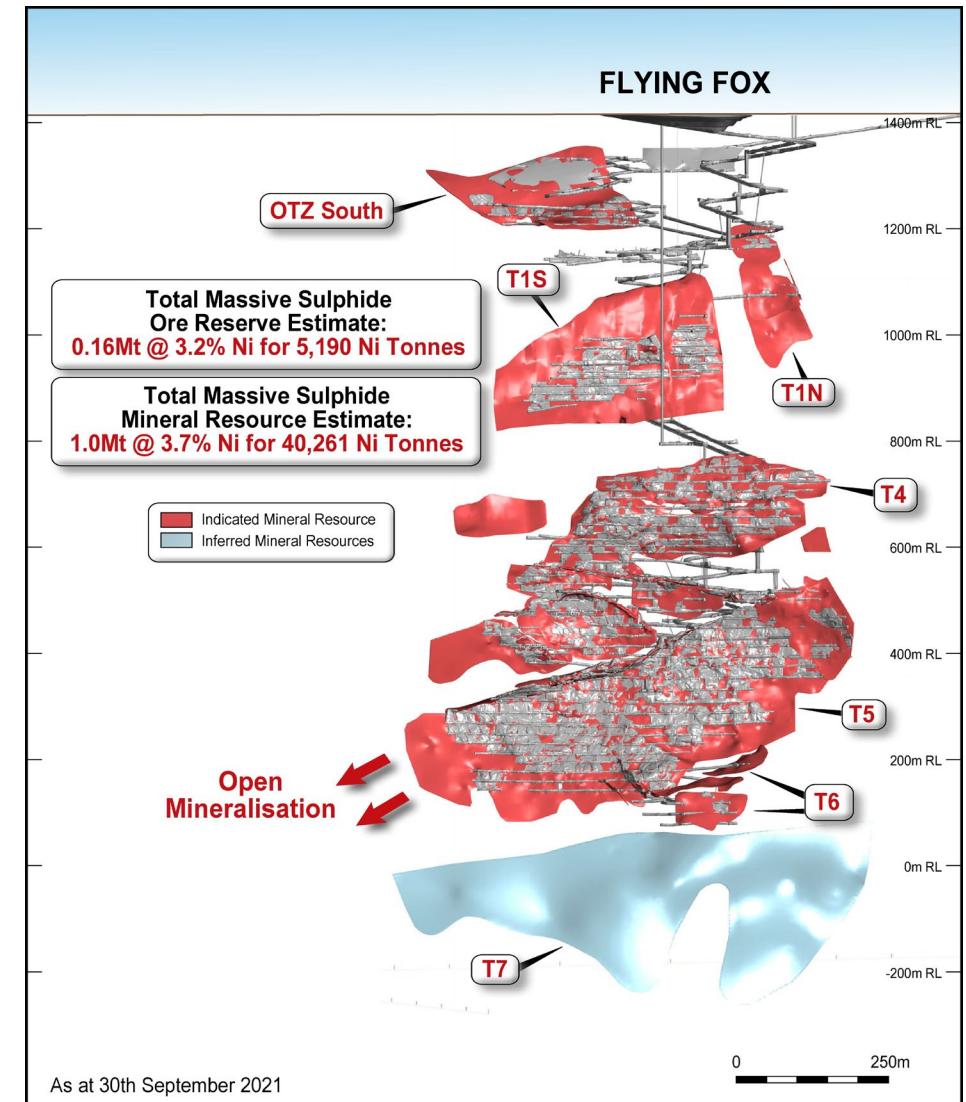 FLYING FOX
1400m RL
OTZ South
1200m RL
T1S
Total Massive Sulphide
Ore Reserve Estimate:
0.16Mt @ 3.2% Ni for 5,190 Ni Tonnes
1000m RL
T1N
Total Massive Sulphide
Mineral Resource Estimate:
1.0Mt @ 3.7% Ni for 40,261 Ni Tonnes
800m RL
T4
Indicated Mineral Resource
Inferred Mineral Resources
600m RL
400m RL
T5
Open
Mineralisation
200m RL
T6
0m RL
T7
-200m RL
0 250m
As at 30th September 2021